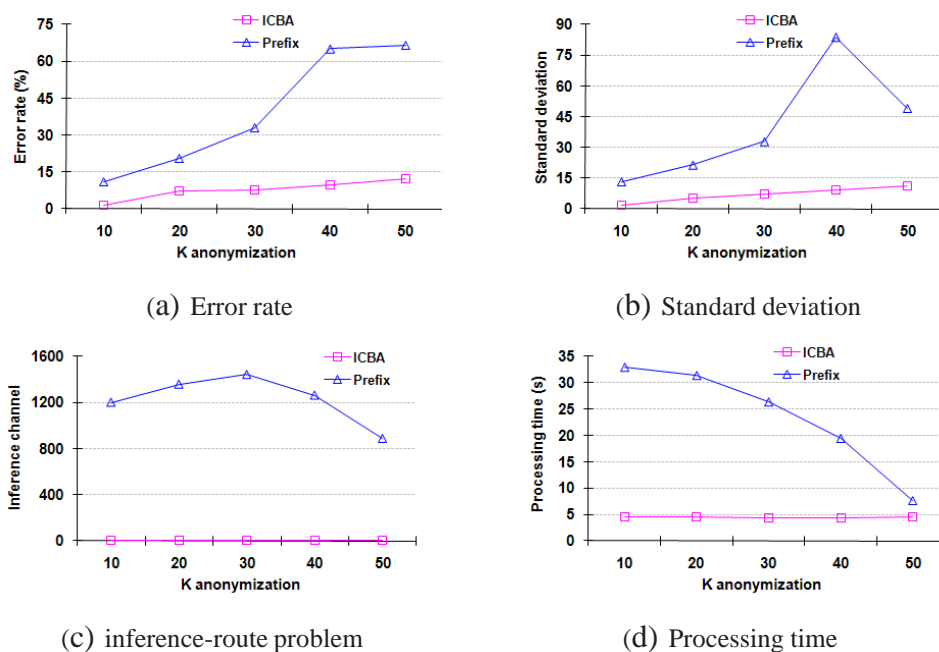 ICBA
Prefix
75
60
45
30
15
0
Error rate (%)
10 20 30 40 50
K anonymization
(a) Error rate
ICBA
Prefix
90
75
60
45
30
15
0
Standard deviation
10 20 30 40 50
K anonymization
(b) Standard deviation
ICBA
Prefix
1600
1200
800
400
0
Inference channel
10 20 30 40 50
K anonymization
(c) inference-route problem
ICBA
Prefix
35
30
25
20
15
10
5
0
Processing time (s)
10 20 30 40 50
K anonymization
(d) Processing time